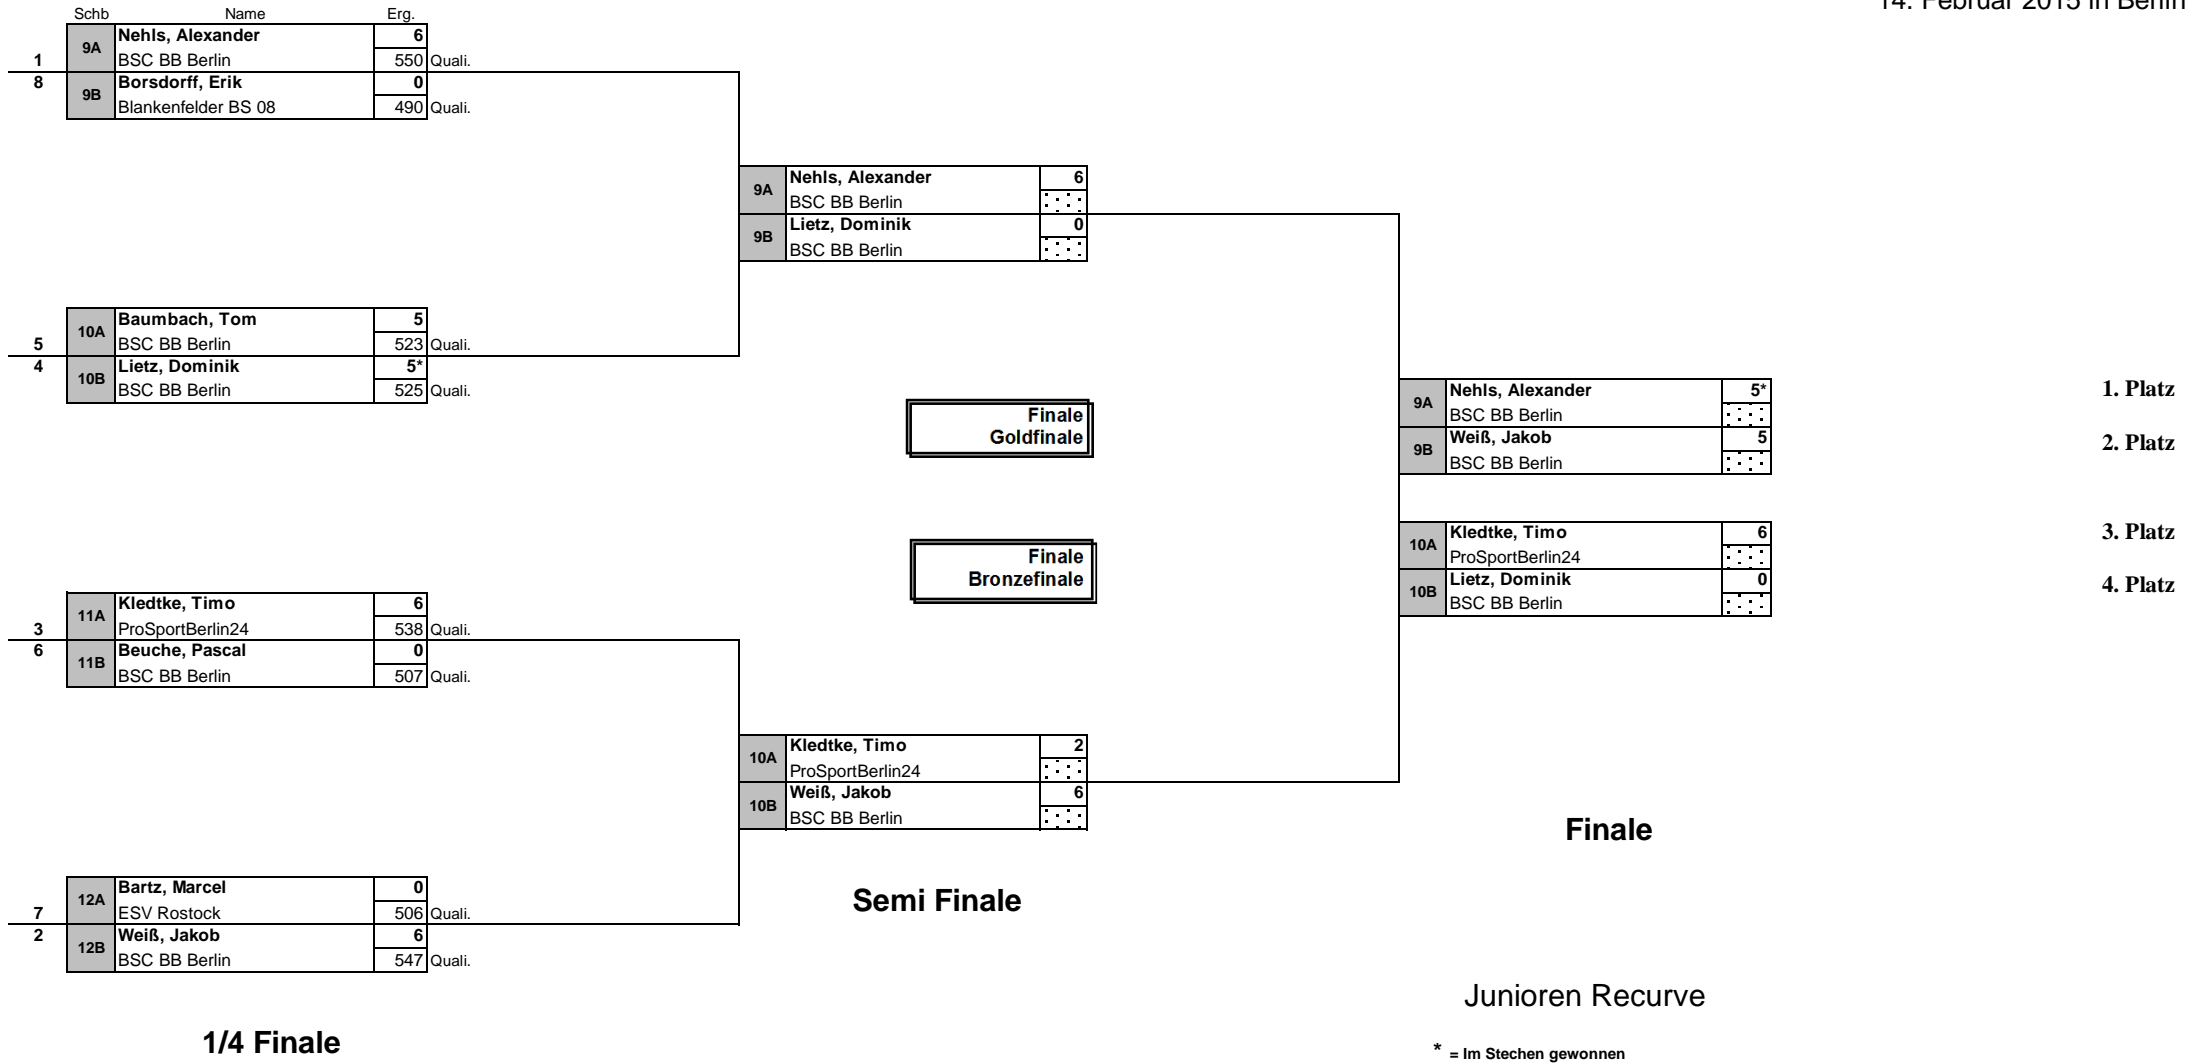 14. Februar 2015 in Berlin
Schb Name Erg.
9A Nehls, Alexander 6
1 BSC BB Berlin 550 Quali.
8 9B Borsdorff, Erik 0
Blankenfelder BS 08 490 Quali.
9A Nehls, Alexander 6
BSC BB Berlin
9B Lietz, Dominik 0
BSC BB Berlin
10A Baumbach, Tom 5
5 BSC BB Berlin 523 Quali.
4 10B Lietz, Dominik 5*
BSC BB Berlin 525 Quali.
Finale
Goldfinale
9A Nehls, Alexander 5* 1. Platz
BSC BB Berlin
9B Weiß, Jakob 5 2. Platz
BSC BB Berlin
Finale
Bronzefinale
10A Kledtke, Timo 6 3. Platz
ProSportBerlin24
10B Lietz, Dominik 0 4. Platz
BSC BB Berlin
11A Kledtke, Timo 6
3 ProSportBerlin24 538 Quali.
6 11B Beuche, Pascal 0
BSC BB Berlin 507 Quali.
10A Kledtke, Timo 2
ProSportBerlin24
10B Weiß, Jakob 6
BSC BB Berlin
Finale
12A Bartz, Marcel 0
7 ESV Rostock 506 Quali.
2 12B Weiß, Jakob 6
BSC BB Berlin 547 Quali.
Semi Finale
Junioren Recurve
1/4 Finale
* = Im Stechen gewonnen